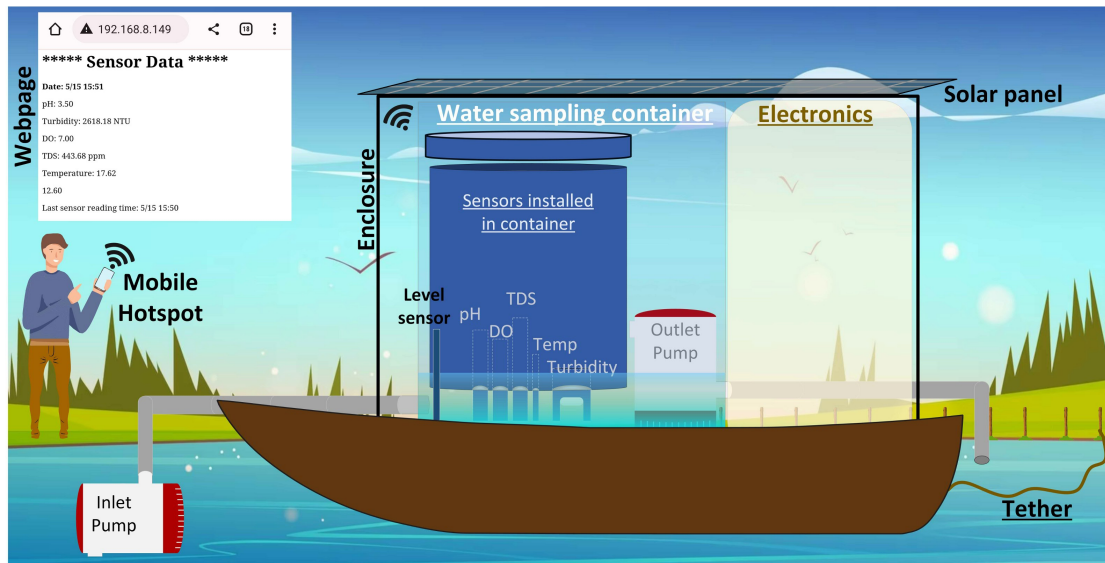 Webpage
192.168.8.149
18
***** Sensor Data *****
Date: 5/15 15:51
pH: 3.50
Turbidity: 2618.18 NTU
DO: 7.00
TDS: 443.68 ppm
Temperature: 17.62
12.60
Last sensor reading time: 5/15 15:50
Mobile
Hotspot
Solar panel
Water sampling container
Electronics
Enclosure
Sensors installed
in container
Level
sensor
pH
DO
TDS
Temp
Turbidity
Outlet
Pump
Inlet
Pump
Tether